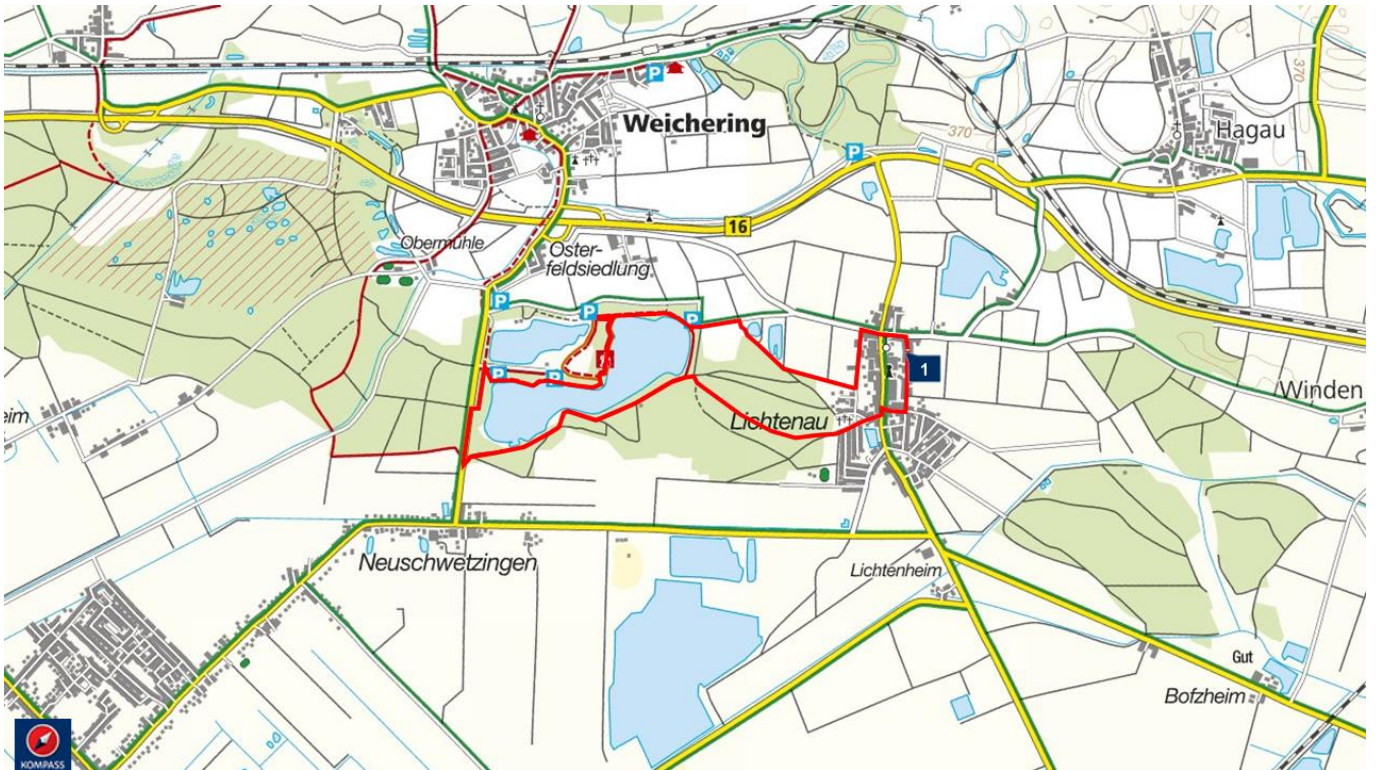 P
Weichering
370
Hagau
370
P
16
Obermühle
Oster-
feldsiedlung
P
P
P
1
P
P
Winden
eim
Lichtenau
Neuschwetzingen
Lichtenheim
Gut
Bofzheim
KOMPASS